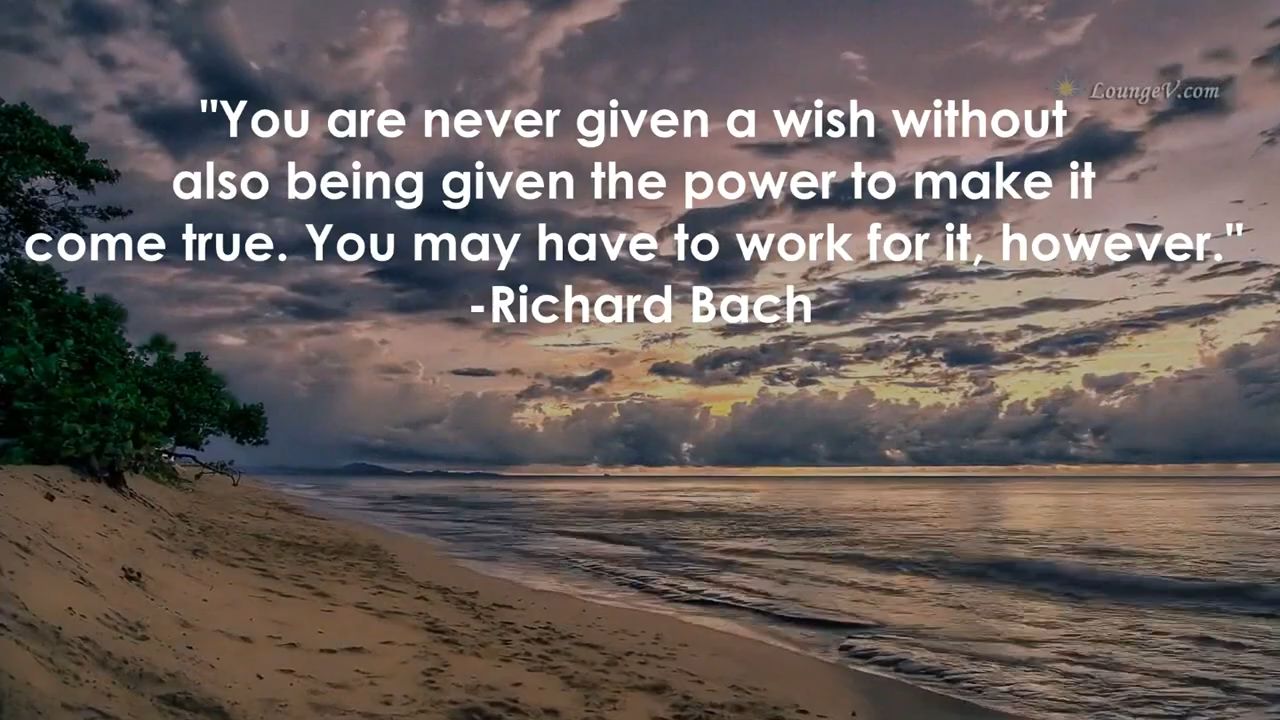 LoungeV.com
"You are never given a wish without
also being given the power to make it
come true. You may have to work for it, however."
-Richard Bach